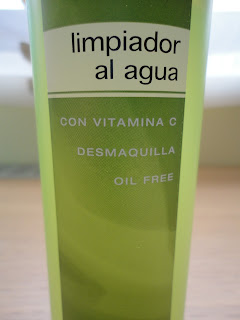 limpiador
al agua
CON VITAMINA C
DESMAQUILLA
OIL FREE